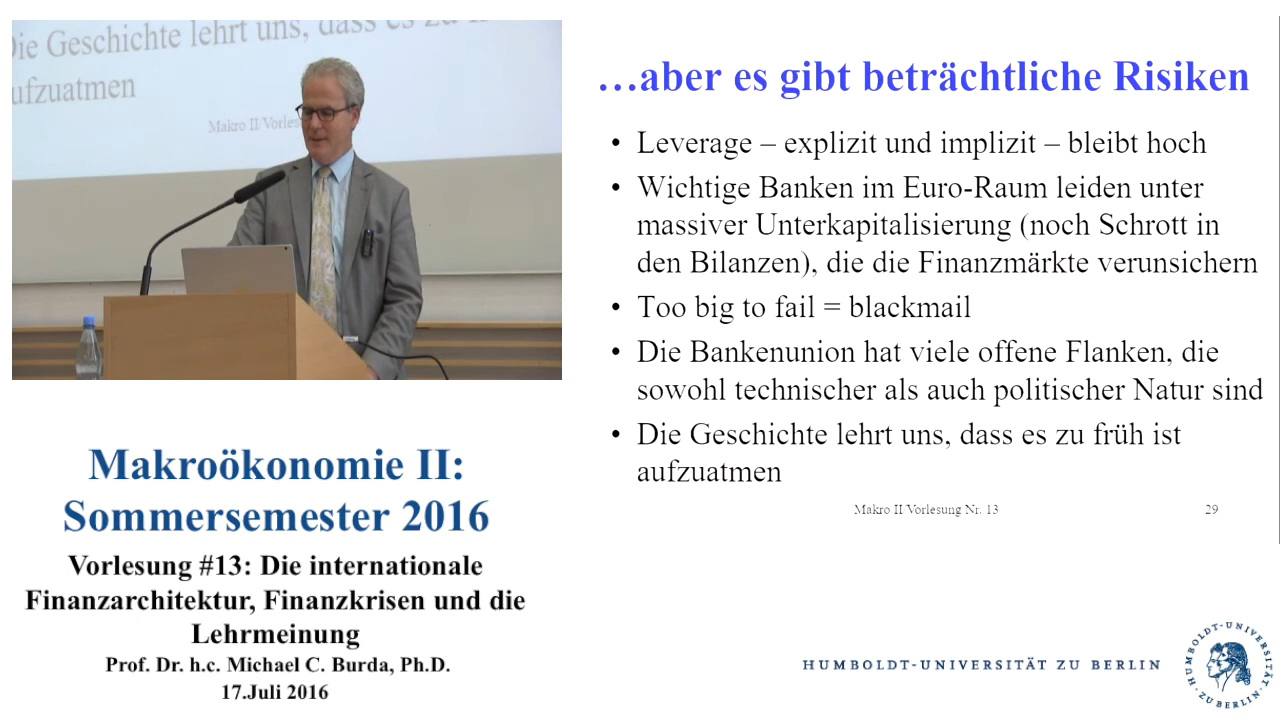 Die Geschichte lehrt uns, dass es zu
aufzuatmen
Makro II Vorles
Makroökonomie II:
Sommersemester 2016
Vorlesung #13: Die internationale
Finanzarchitektur, Finanzkrisen und die
Lehrmeinung
Prof. Dr. h.c. Michael C. Burda, Ph.D.
17.Juli 2016
…aber es gibt beträchtliche Risiken
• Leverage – explizit und implizit – bleibt hoch
• Wichtige Banken im Euro-Raum leiden unter
massiver Unterkapitalisierung (noch Schrott in
den Bilanzen), die die Finanzmärkte verunsichern
• Too big to fail = blackmail
• Die Bankenunion hat viele offene Flanken, die
sowohl technischer als auch politischer Natur sind
• Die Geschichte lehrt uns, dass es zu früh ist
aufzuatmen
Makro II Vorlesung Nr. 13 29
HUMBOLDT-UNIVERSITÄT ZU BERLIN
HUMBOLDT-UNIVERSITÄT · ZU BERLIN ·